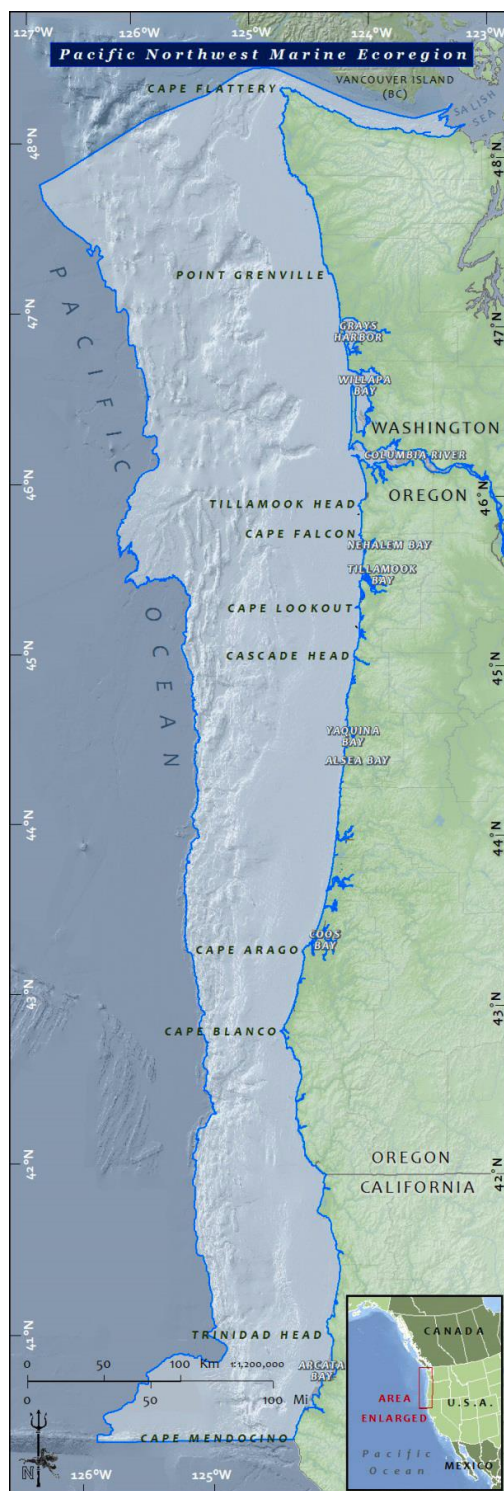 127°W
126°W
125°W
124°W
123°W
Pacific Northwest Marine Ecoregion
VANCOUVER ISLAND
(BC)
CAPE FLATTERY
SALISH
SEA
48°N
48°N
POINT GRENVILLE
PACIFIC
47°N
47°N
GRAYS
HARBOR
WILLAPA
BAY
WASHINGTON
COLUMBIA RIVER
46°N
OREGON
46°N
TILLAMOOK HEAD
CAPE FALCON
NEHALEM BAY
TILLAMOOK
BAY
OCEAN
CAPE LOOKOUT
45°N
CASCADE HEAD
45°N
YAQUINA
BAY
ALSEA BAY
44°N
44°N
COOS
BAY
CAPE ARAGO
43°N
43°N
CAPE BLANCO
42°N
OREGON
CALIFORNIA
42°N
41°N
TRINIDAD HEAD
CANADA
0 50 100 Km 1:1,200,000
ARCATA
BAY
0 50 100 Mi
AREA
ENLARGED
U.S.A.
CAPE MENDOCINO
Pacific
Ocean
MEXICO
N
126°W
125°W